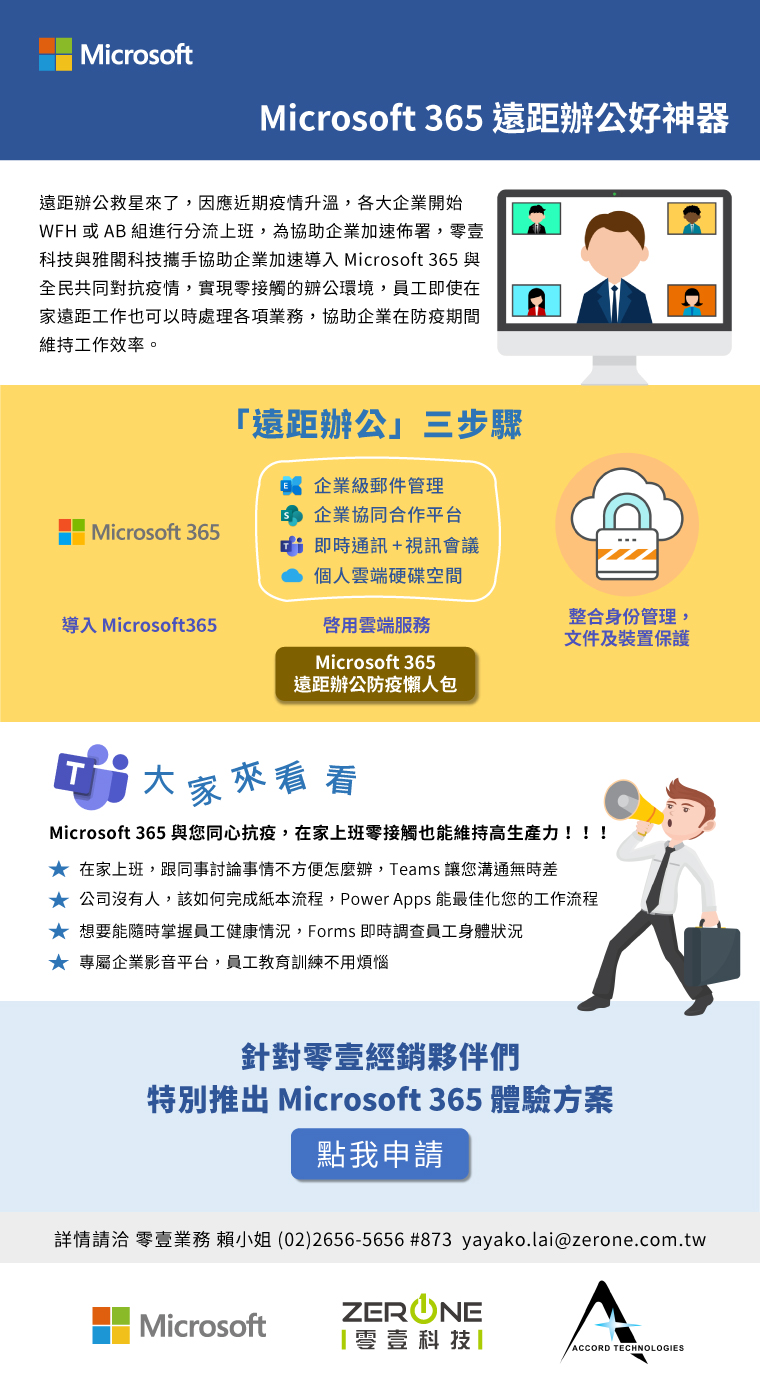 Microsoft
Microsoft 365 遠距辦公好神器
遠距辦公救星來了，因應近期疫情升溫，各大企業開始
WFH 或 AB 組進行分流上班，為協助企業加速佈署，零壹
科技與雅閣科技攜手協助企業加速導入 Microsoft 365 與
全民共同對抗疫情，實現零接觸的辦公環境，員工即使在
家遠距工作也可以時處理各項業務，協助企業在防疫期間
維持工作效率。
「遠距辦公」三步驟
Microsoft 365
E 企業級郵件管理
S 企業協同合作平台
T 即時通訊 + 視訊會議
個人雲端硬碟空間
導入 Microsoft365
啓用雲端服務
整合身份管理，
文件及裝置保護
Microsoft 365
遠距辦公防疫懶人包
T 大家來看看
Microsoft 365 與您同心抗疫，在家上班零接觸也能維持高生產力！！！
★ 在家上班，跟同事討論事情不方便怎麼辦，Teams 讓您溝通無時差
★ 公司沒有人，該如何完成紙本流程，Power Apps 能最佳化您的工作流程
★ 想要能隨時掌握員工健康情況，Forms 即時調查員工身體狀況
★ 專屬企業影音平台，員工教育訓練不用煩惱
針對零壹經銷夥伴們
特別推出 Microsoft 365 體驗方案
點我申請
詳情請洽 零壹業務 賴小姐 (02)2656-5656 #873 yayako.lai@zerone.com.tw
Microsoft
ZERONE
零壹科技
ACCORD TECHNOLOGIES